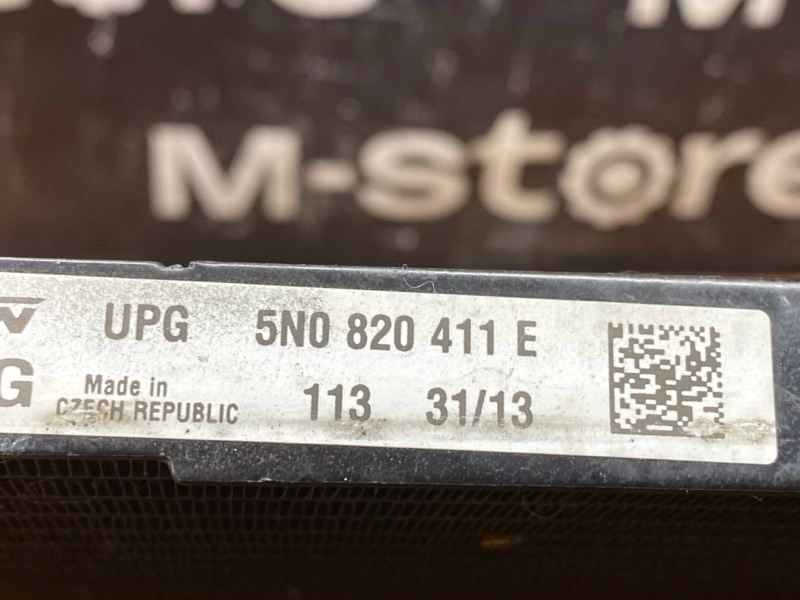 M-store
UPG 5N0 820 411 E
G Made in 113 31/13
CZECH REPUBLIC